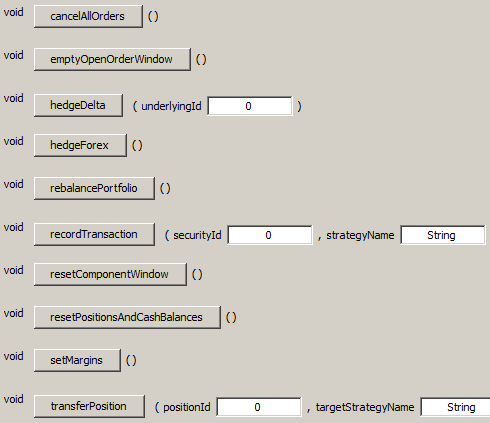 void cancelAllOrders ()
void emptyOpenOrderWindow ()
void hedgeDelta ( underlyingId 0 )
void hedgeForex ()
void rebalancePortfolio ()
void recordTransaction ( securityId 0 , strategyName String
void resetComponentWindow ()
void resetPositionsAndCashBalances ()
void setMargins ()
void transferPosition ( positionId 0 , targetStrategyName String